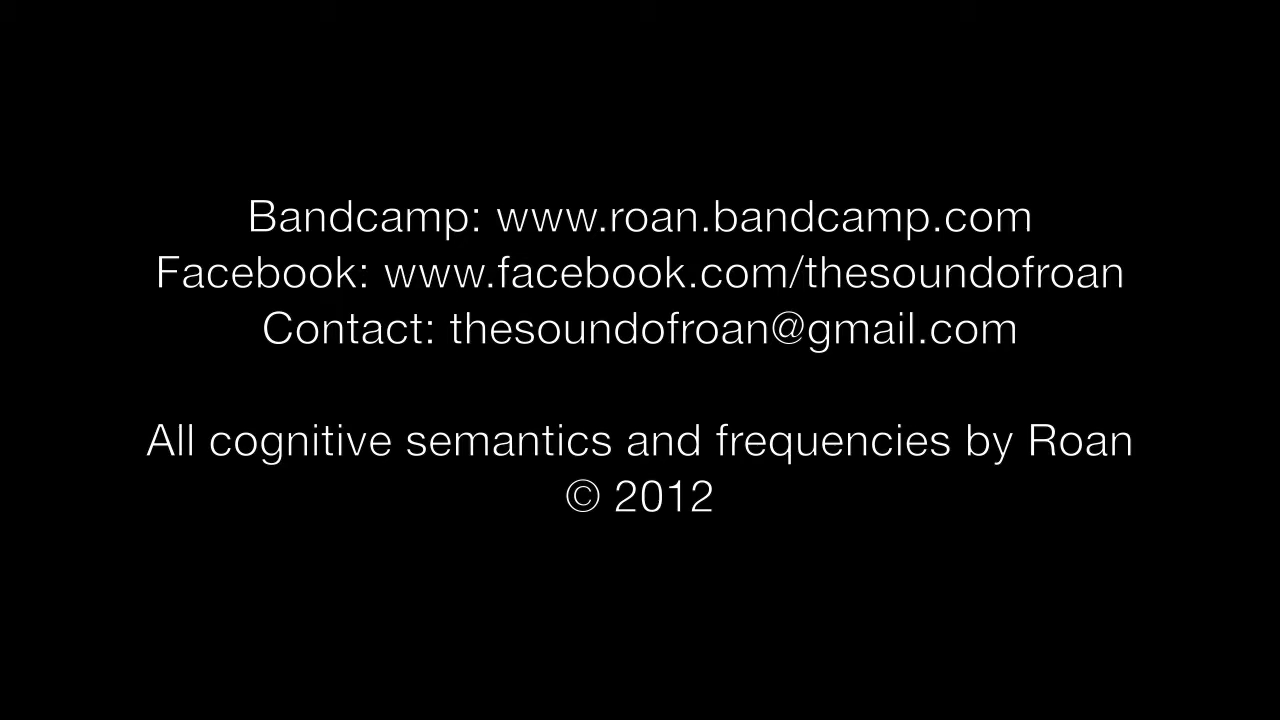 Bandcamp: www.roan.bandcamp.com
Facebook: www.facebook.com/thesoundofroan
Contact: thesoundofroan@gmail.com
All cognitive semantics and frequencies by Roan
© 2012